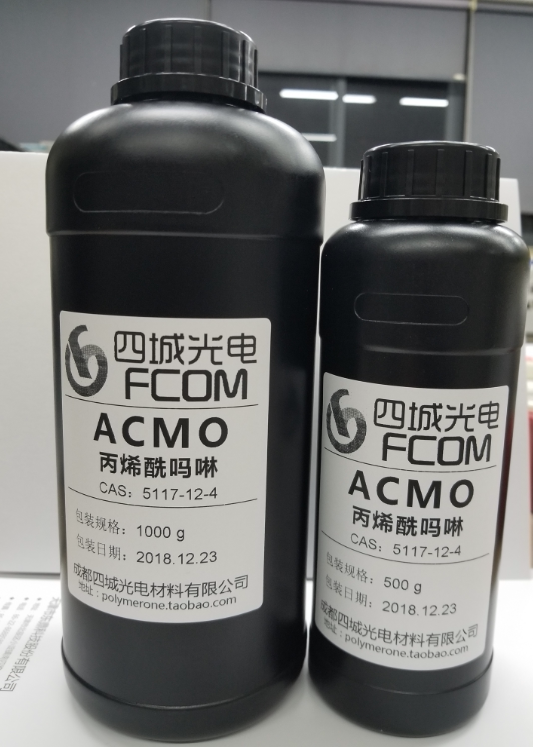 四城光电
FCOM
ACMO
丙烯酰吗啉
CAS：5117-12-4
包装规格：1000 g
包装日期：2018.12.23
成都四城光电材料有限公司
地址：polymerone.taobao.com
四城光电
FCOM
ACMO
丙烯酰吗啉
CAS：5117-12-4
包装规格：500 g
包装日期：2018.12.23
成都四城光电材料有限公司
地址：polymerone.taobao.com